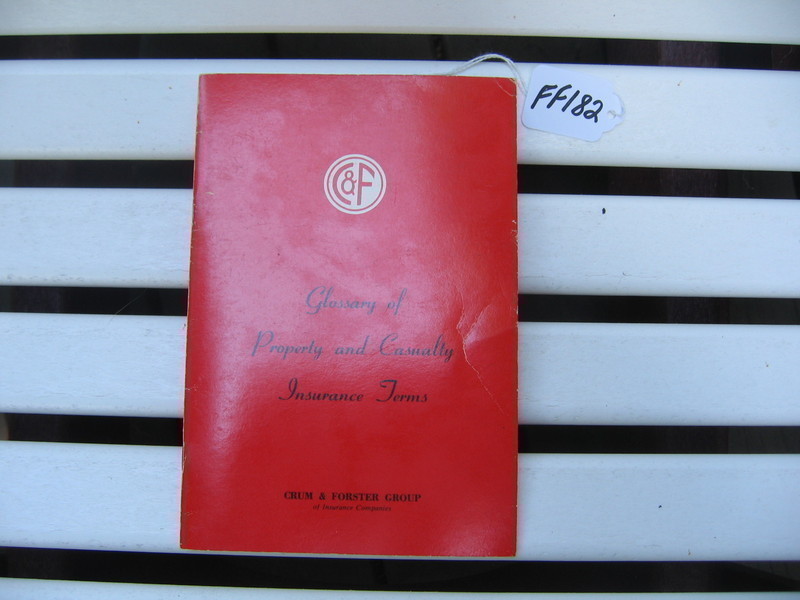 FF182
C&F
Glossary of
Property and Casualty
Insurance Terms
CRUM & FORSTER GROUP
of Insurance Companies